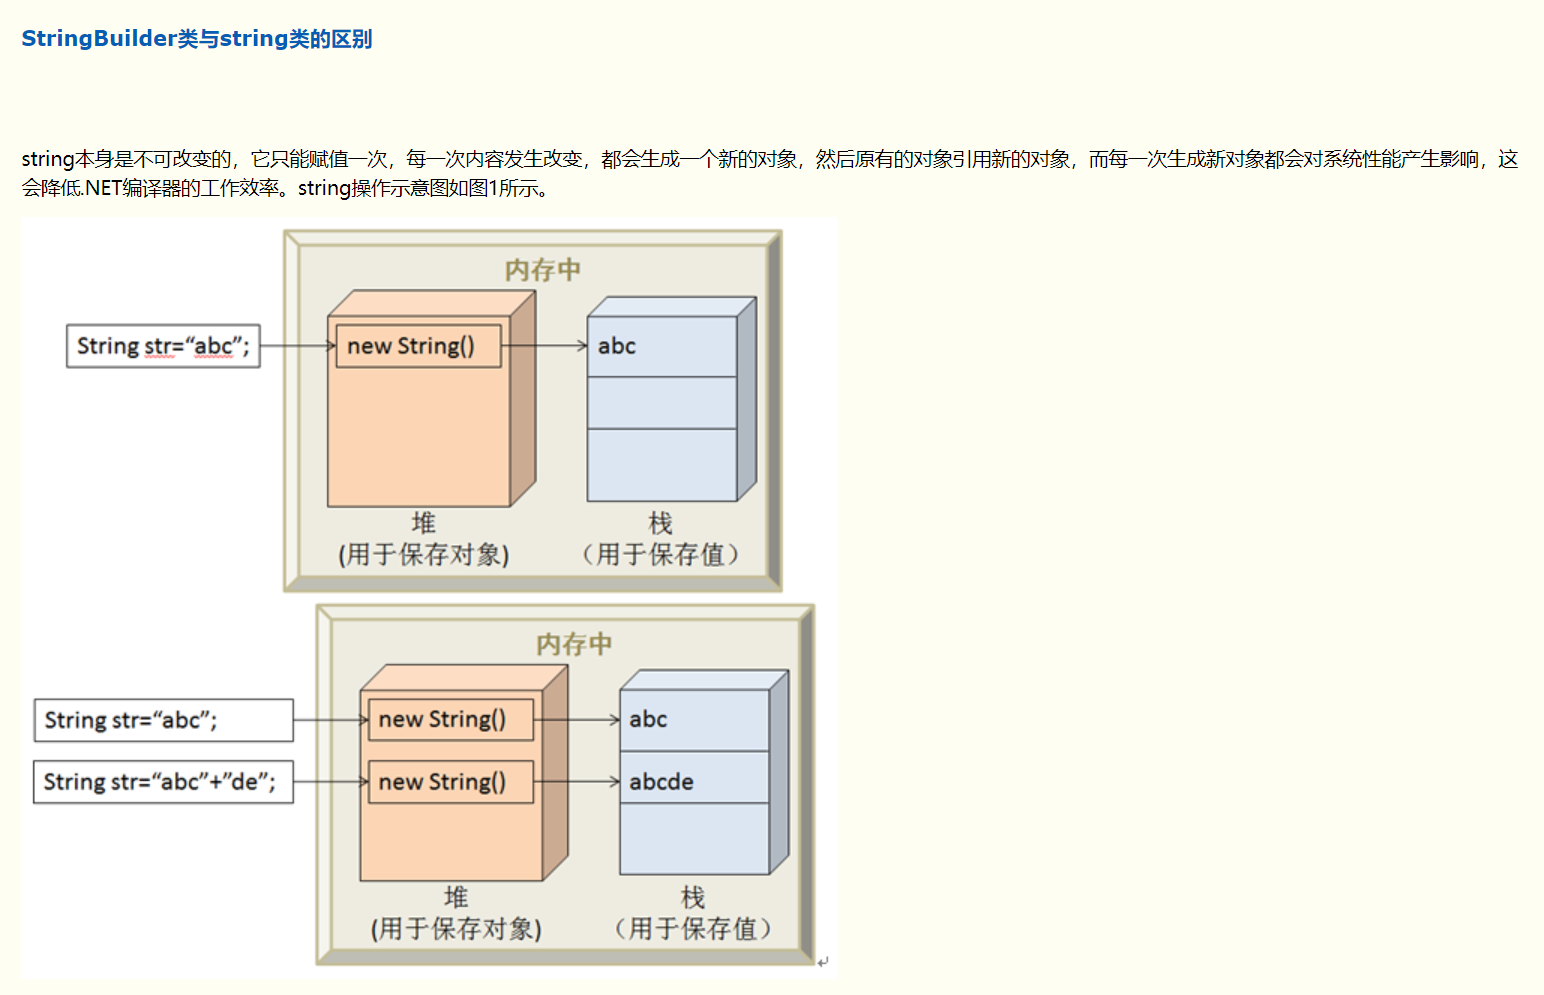 StringBuilder类与string类的区别
string本身是不可改变的，它只能赋值一次，每一次内容发生改变，都会生成一个新的对象，然后原有的对象引用新的对象，而每一次生成新对象都会对系统性能产生影响，这
会降低.NET编译器的工作效率。string操作示意图如图1所示。
内存中
String str=“abc”;
new String()
abc
堆
(用于保存对象)
栈
（用于保存值）
内存中
String str=“abc”;
new String()
abc
String str=“abc”+”de”;
new String()
abcde
堆
(用于保存对象)
栈
（用于保存值）